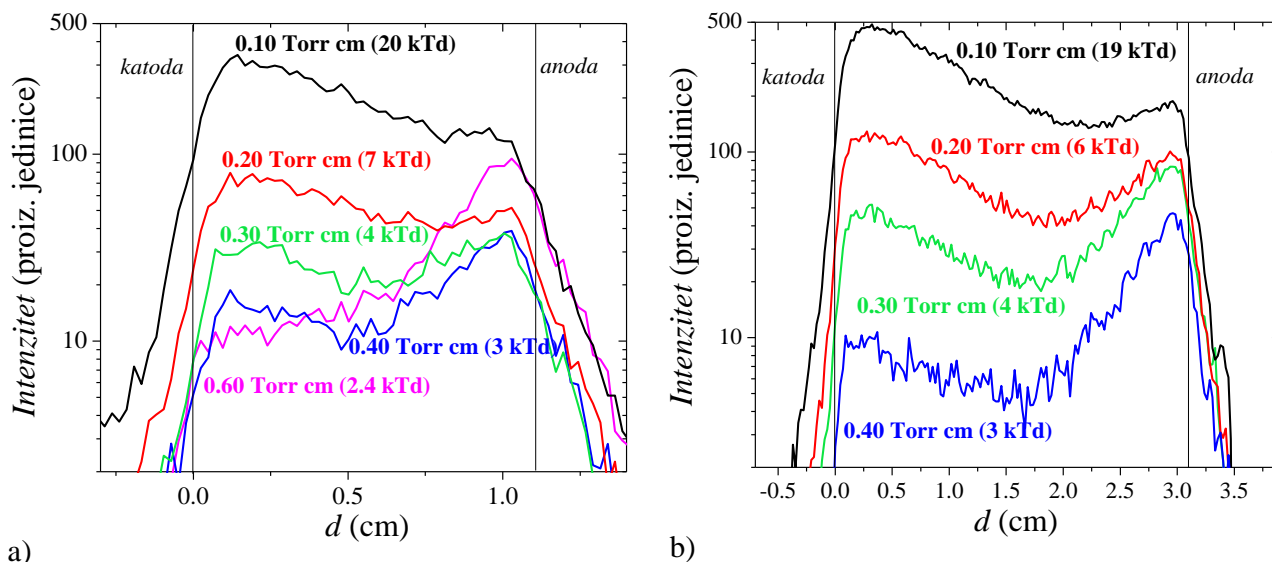 500
100
10
Intenzitet (proiz. jedinice)
katoda
anoda
0.10 Torr cm (20 kTd)
0.20 Torr cm (7 kTd)
0.30 Torr cm (4 kTd)
0.40 Torr cm (3 kTd)
0.60 Torr cm (2.4 kTd)
0.0 0.5 1.0
d (cm)
a)
500
100
10
Intenzitet (proiz. jedinice)
katoda
anoda
0.10 Torr cm (19 kTd)
0.20 Torr cm (6 kTd)
0.30 Torr cm (4 kTd)
0.40 Torr cm (3 kTd)
-0.5 0.0 0.5 1.0 1.5 2.0 2.5 3.0 3.5
d (cm)
b)